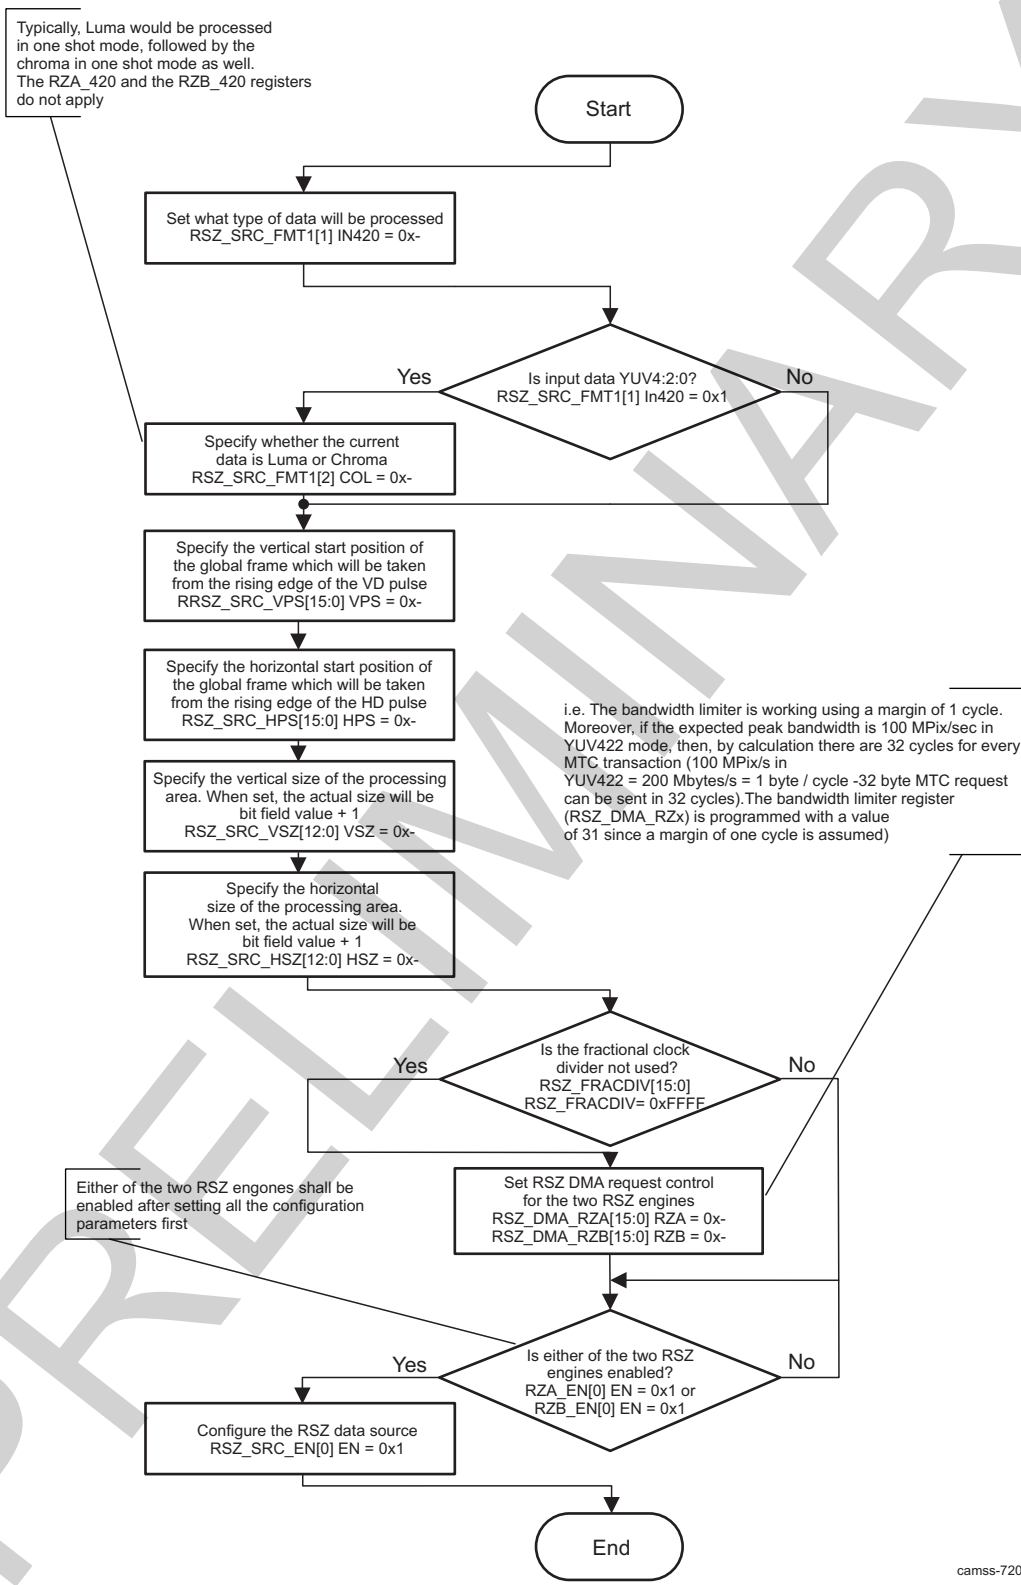 Typically, Luma would be processed
in one shot mode, followed by the
chroma in one shot mode as well.
The RZA_420 and the RZB_420 registers
do not apply
Start
Set what type of data will be processed
RSZ_SRC_FMT1[1] IN420 = 0x-
Yes
Is input data YUV4:2:0?
RSZ_SRC_FMT1[1] In420 = 0x1
No
Specify whether the current
data is Luma or Chroma
RSZ_SRC_FMT1[2] COL = 0x-
Specify the vertical start position of
the global frame which will be taken
from the rising edge of the VD pulse
RRSZ_SRC_VPS[15:0] VPS = 0x-
Specify the horizontal start position of
the global frame which will be taken
from the rising edge of the HD pulse
RSZ_SRC_HPS[15:0] HPS = 0x-
i.e. The bandwidth limiter is working using a margin of 1 cycle.
Moreover, if the expected peak bandwidth is 100 MPix/sec in
YUV422 mode, then, by calculation there are 32 cycles for every
MTC transaction (100 MPix/s in
YUV422 = 200 Mbytes/s = 1 byte / cycle -32 byte MTC request
can be sent in 32 cycles).The bandwidth limiter register
(RSZ_DMA_RZx) is programmed with a value
of 31 since a margin of one cycle is assumed)
Specify the vertical size of the processing
area. When set, the actual size will be
bit field value + 1
RSZ_SRC_VSZ[12:0] VSZ = 0x-
Specify the horizontal
size of the processing area.
When set, the actual size will be
bit field value + 1
RSZ_SRC_HSZ[12:0] HSZ = 0x-
Yes
Is the fractional clock
divider not used?
RSZ_FRACDIV[15:0]
RSZ_FRACDIV= 0xFFFF
No
Set RSZ DMA request control
for the two RSZ engines
RSZ_DMA_RZA[15:0] RZA = 0x-
RSZ_DMA_RZB[15:0] RZB = 0x-
Either of the two RSZ engones shall be
enabled after setting all the configuration
parameters first
Yes
Is either of the two RSZ
engines enabled?
RZA_EN[0] EN = 0x1 or
RZB_EN[0] EN = 0x1
No
Configure the RSZ data source
RSZ_SRC_EN[0] EN = 0x1
End
camss-720
PRELIMINARY